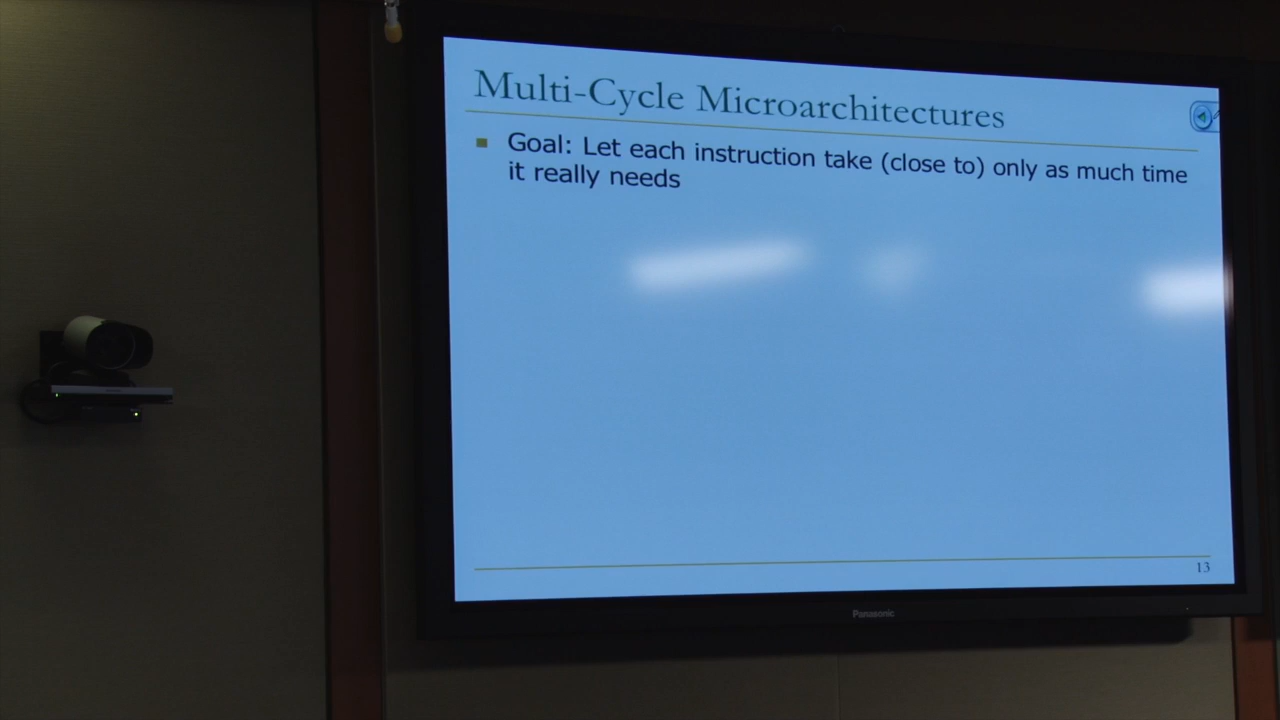 Multi-Cycle Microarchitectures
Goal: Let each instruction take (close to) only as much time
it really needs
13
Panasonic